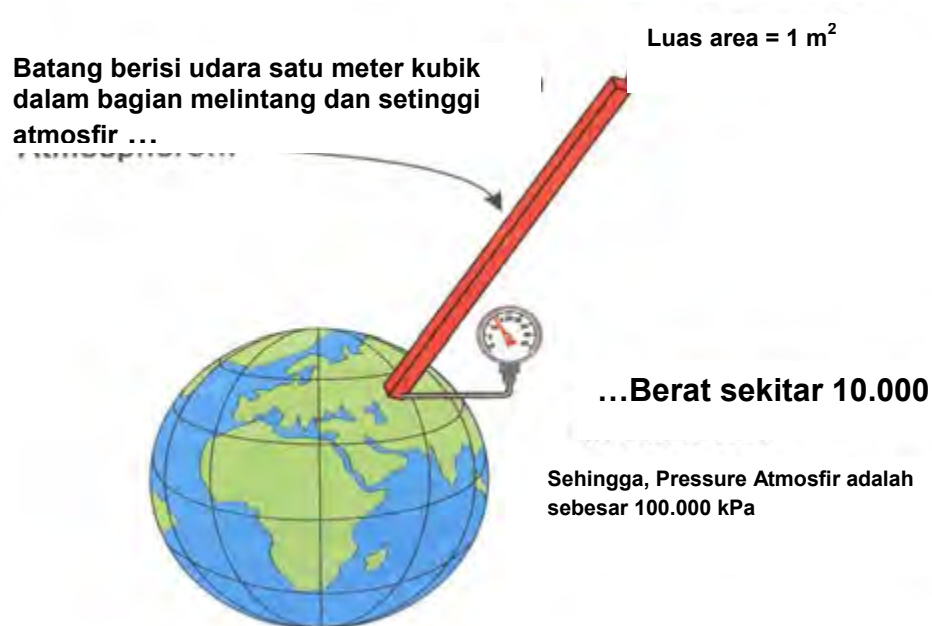 Luas area = 1 m²
Batang berisi udara satu meter kubik
dalam bagian melintang dan setinggi
atmosfir ...
...Berat sekitar 10.000
Sehingga, Pressure Atmosfir adalah
sebesar 100.000 kPa